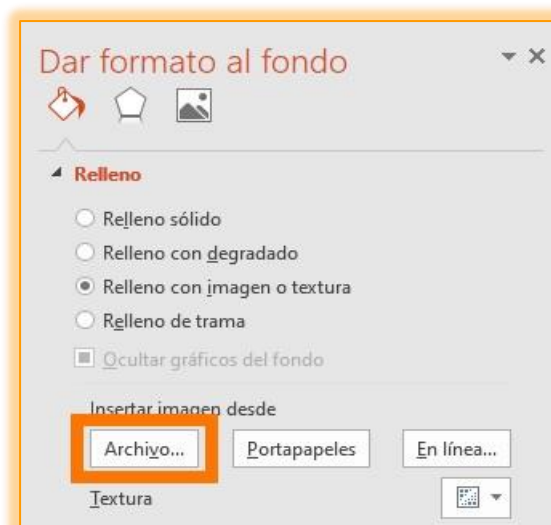 Dar formato al fondo
Relleno
Relleno sólido
Relleno con degradado
Relleno con imagen o textura
Relleno de trama
Ocultar gráficos del fondo
Insertar imagen desde
Archivo... Portapapeles En línea...
Textura